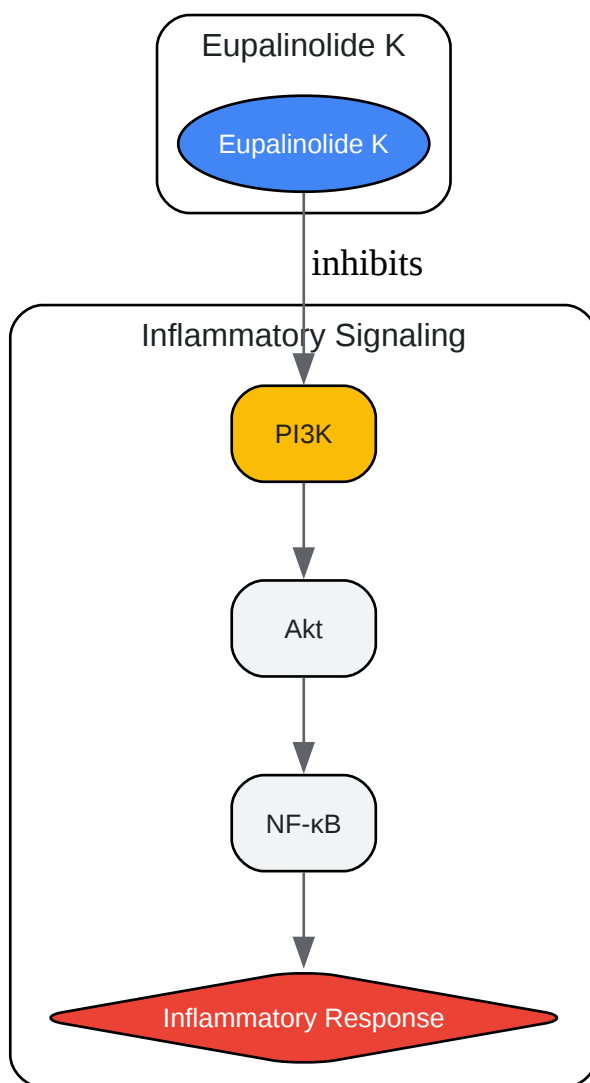 Eupalinolide K
Eupalinolide K
inhibits
Inflammatory Signaling
PI3K
Akt
NF-κB
Inflammatory Response